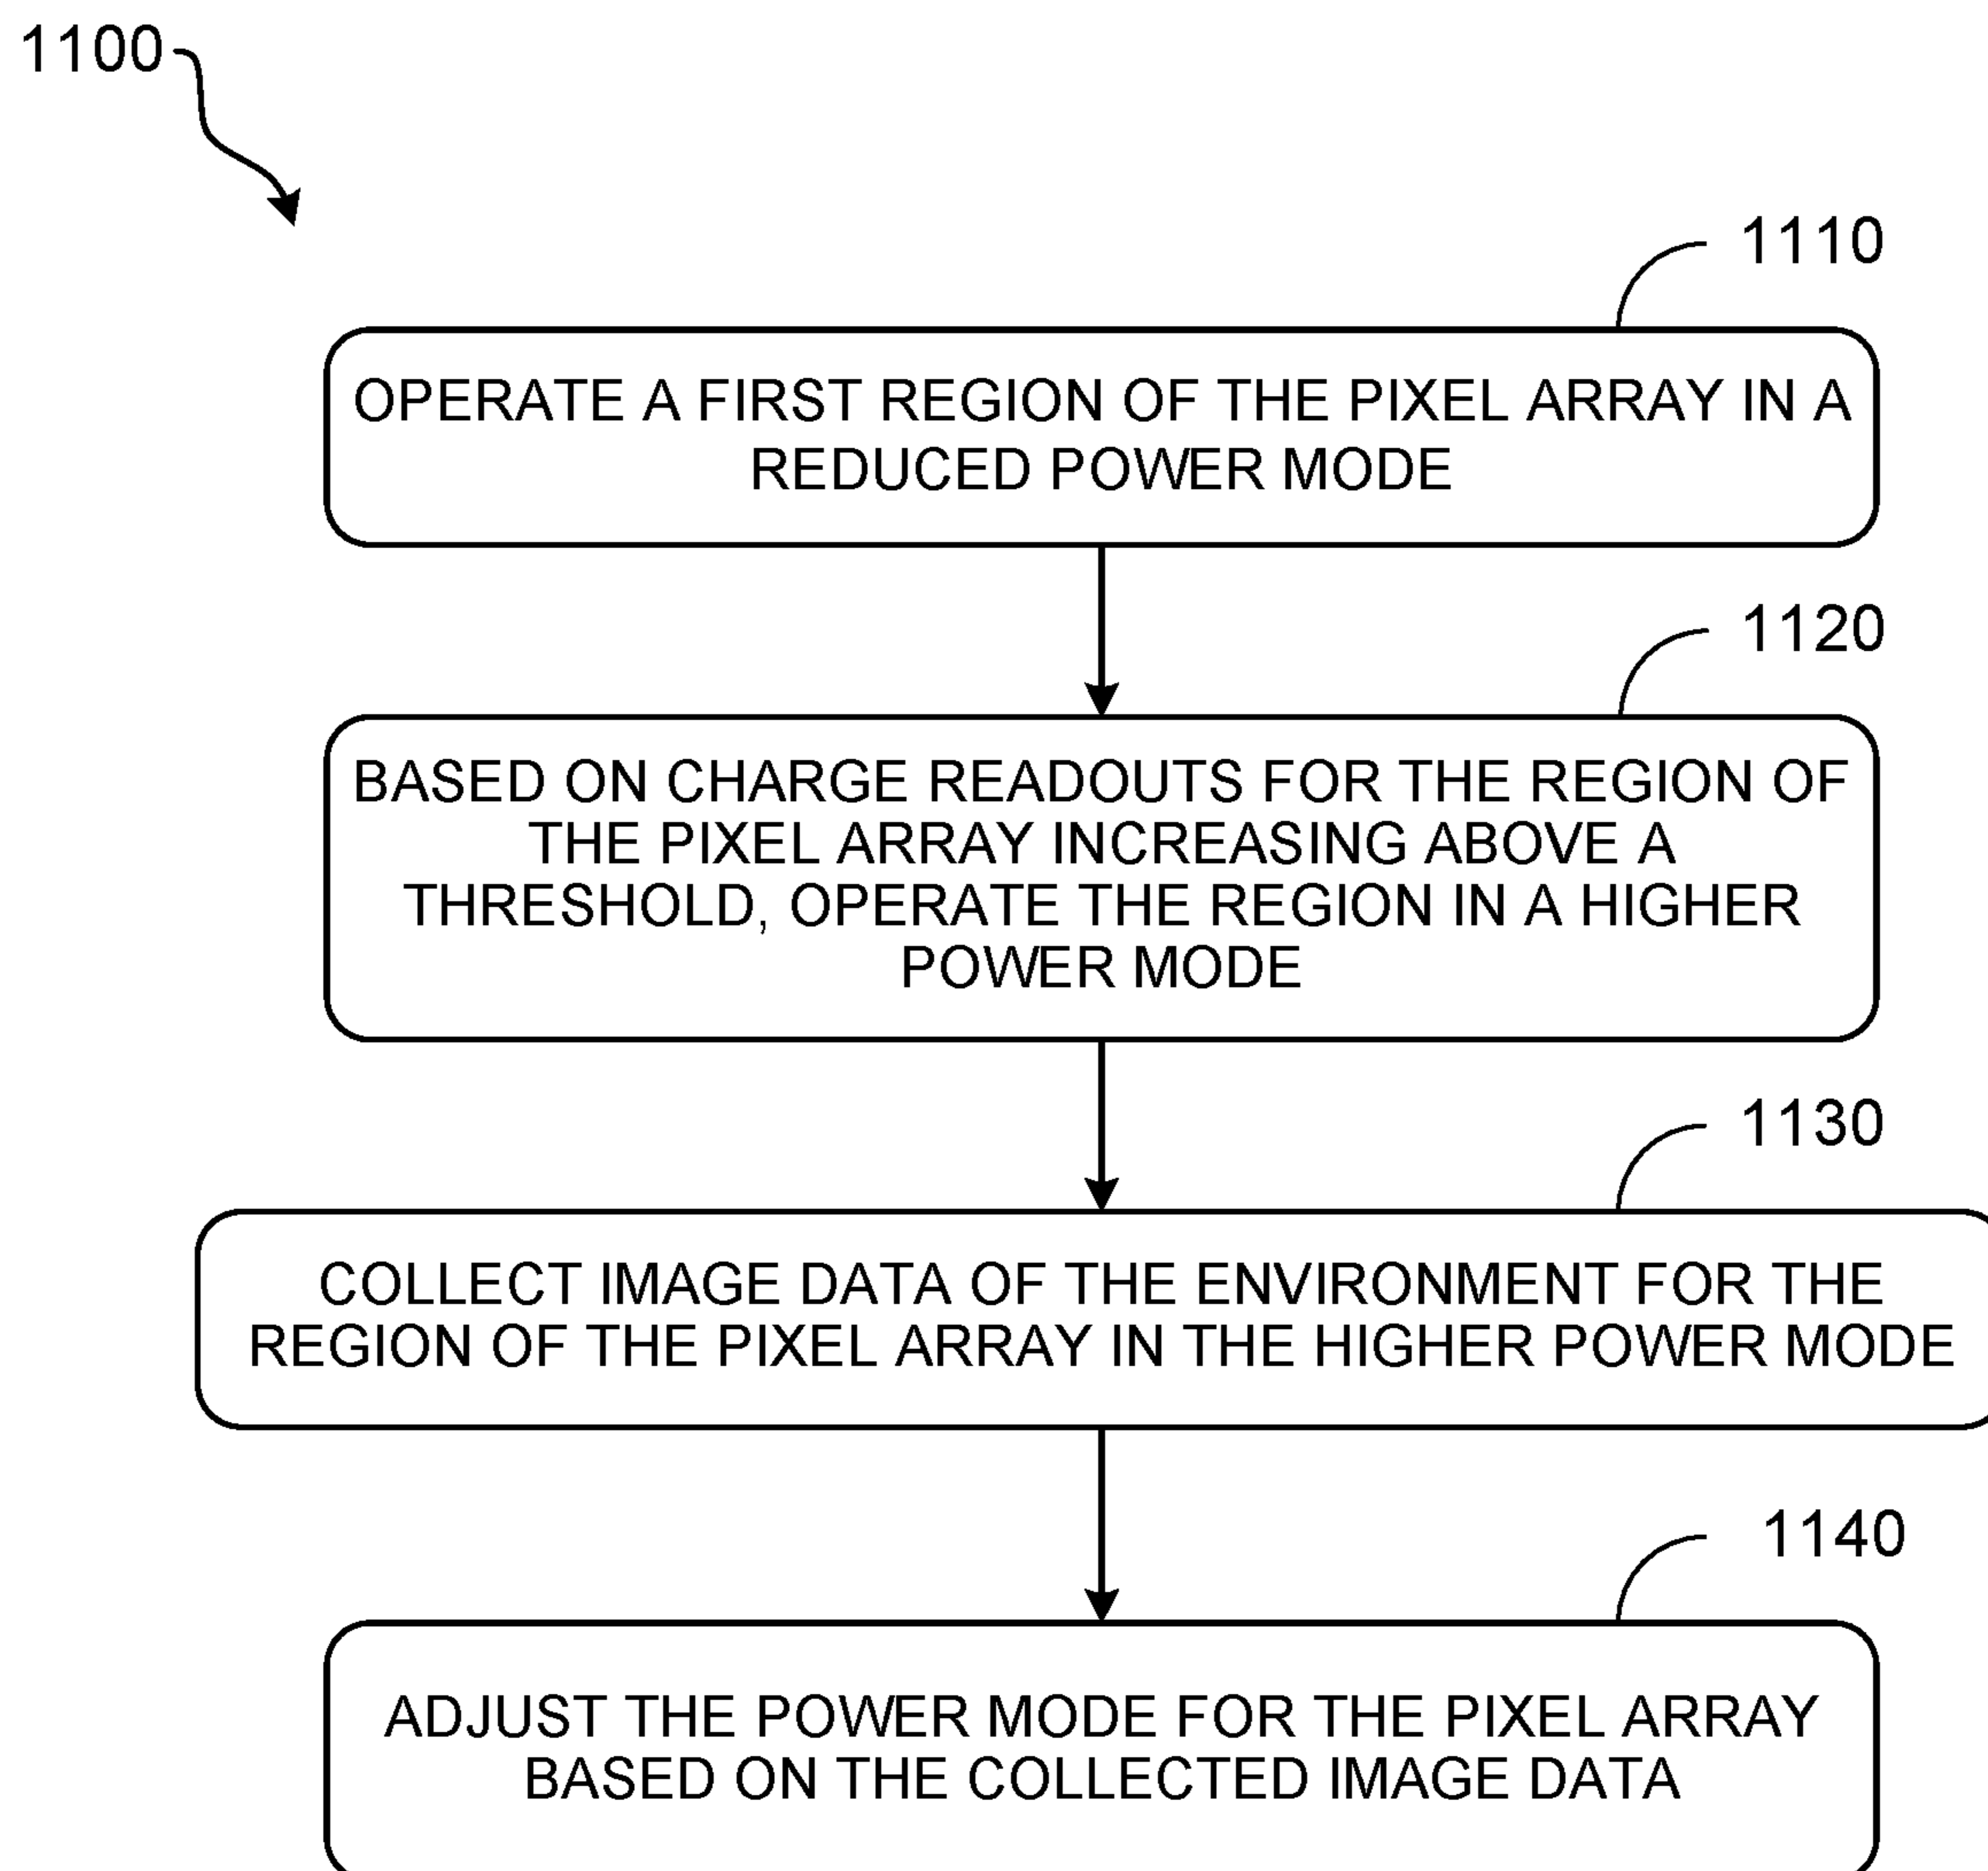 1100
1110
OPERATE A FIRST REGION OF THE PIXEL ARRAY IN A
REDUCED POWER MODE
1120
BASED ON CHARGE READOUTS FOR THE REGION OF
THE PIXEL ARRAY INCREASING ABOVE A
THRESHOLD, OPERATE THE REGION IN A HIGHER
POWER MODE
1130
COLLECT IMAGE DATA OF THE ENVIRONMENT FOR THE
REGION OF THE PIXEL ARRAY IN THE HIGHER POWER MODE
1140
ADJUST THE POWER MODE FOR THE PIXEL ARRAY
BASED ON THE COLLECTED IMAGE DATA